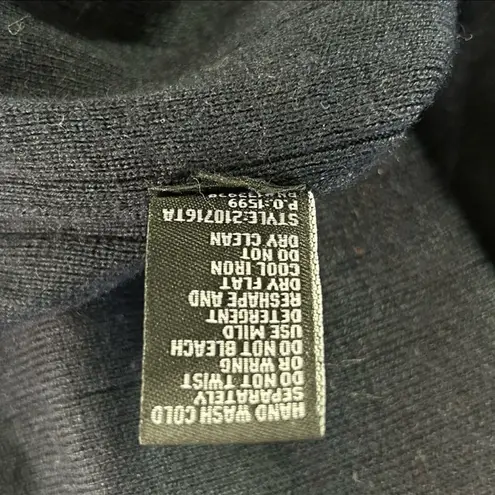 HAND WASH COLD
SEPARATELY
DO NOT TWIST
OR WRING
DO NOT BLEACH
USE MILD
DETERGENT
RESHAPE AND
DRY FLAT
COOL IRON
DO NOT
DRY CLEAN
STYLE:210716TA
P.O:1599